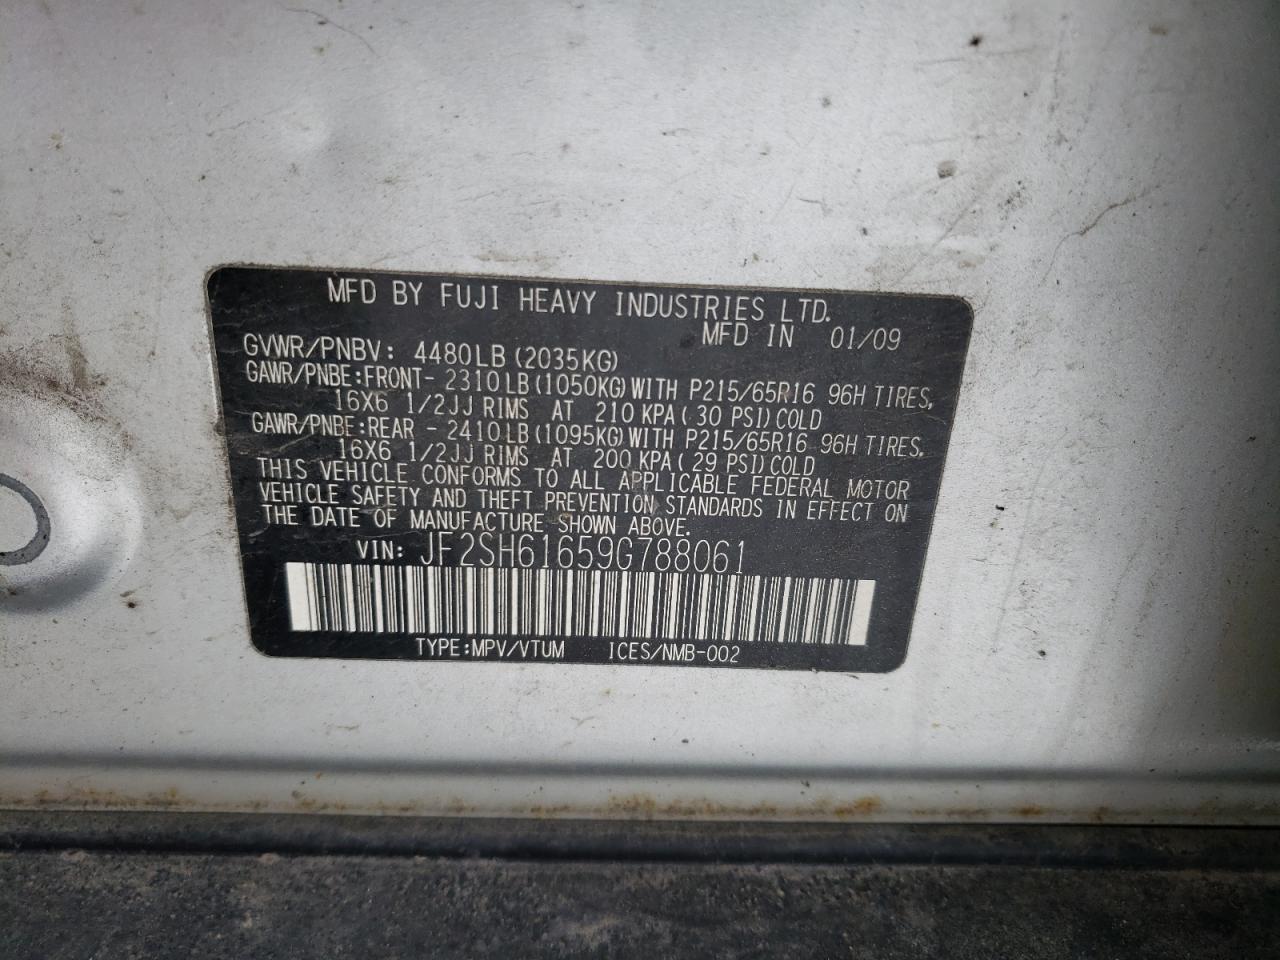 MFD BY FUJI HEAVY INDUSTRIES LTD.
MFD IN 01/09
GVWR/PNBV: 4480LB(2035KG)
GAWR/PNBE:FRONT- 2310LB(1050KG)WITH P215/65R16 96H TIRES,
16X6 1/2JJ RIMS AT 210 KPA(30 PSI)COLD
GAWR/PNBE:REAR - 2410LB(1095KG)WITH P215/65R16 96H TIRES,
16X6 1/2JJ RIMS AT 200 KPA(29 PSI)COLD
THIS VEHICLE CONFORMS TO ALL APPLICABLE FEDERAL MOTOR
VEHICLE SAFETY AND THEFT PREVENTION STANDARDS IN EFFECT ON
THE DATE OF MANUFACTURE SHOWN ABOVE.
VIN: JF2SH61659G788061
TYPE:MPV/VTUM ICES/NMB-002